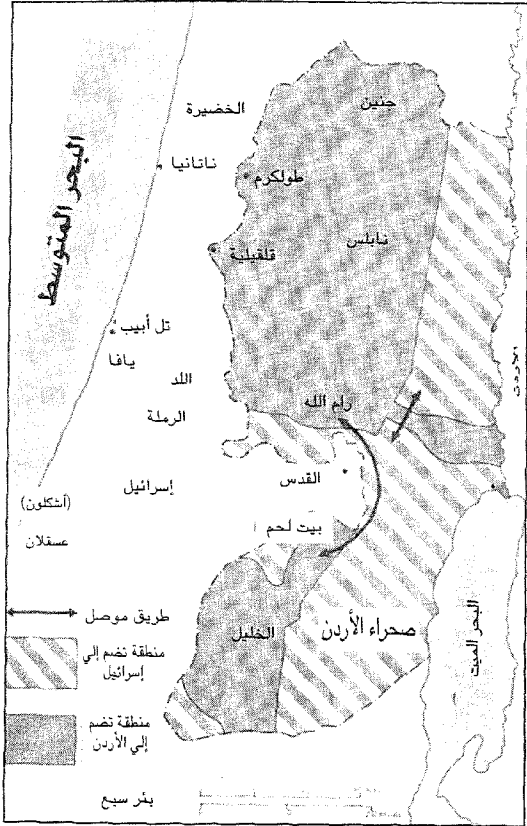 جنين
الخضيرة
ناتانيا
طولكرم
البحر المتوسط
نابلس
قلقيلية
تل أبيب
يافا
اللد
رام الله
الرملة
الأردن
القدس
إسرائيل
(أشكلون)
عسقلان
بيت لحم
طريق موصل
صحراء الأردن
الخليل
البحر الميت
منطقة تضم إلي
إسرائيل
منطقة تضم
إلي الأردن
بئر سبع